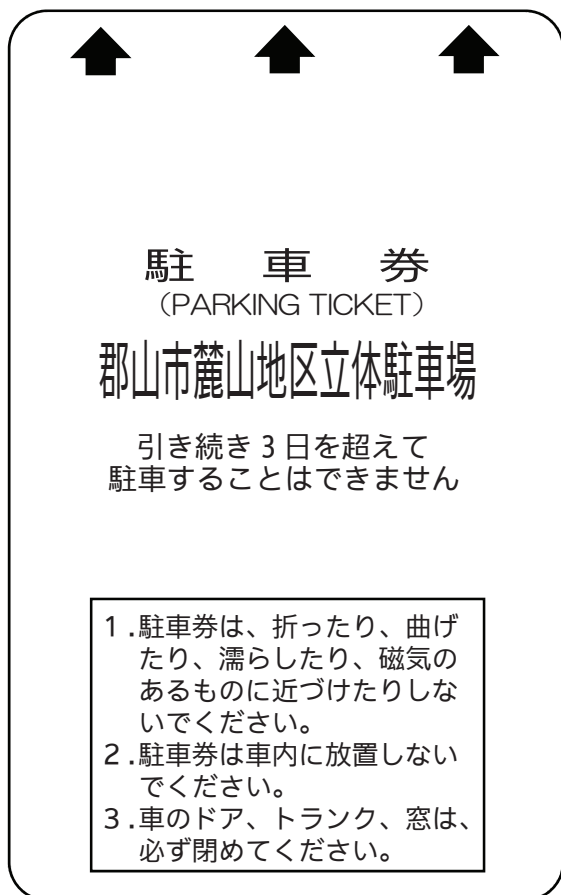 駐 車 券
(PARKING TICKET)
郡山市麓山地区立体駐車場
引き続き3日を超えて
駐車することはできません
1.駐車券は、折ったり、曲げ
たり、濡らしたり、磁気の
あるものに近づけたりしな
いでください。
2.駐車券は車内に放置しない
でください。
3.車のドア、トランク、窓は、
必ず閉めてください。